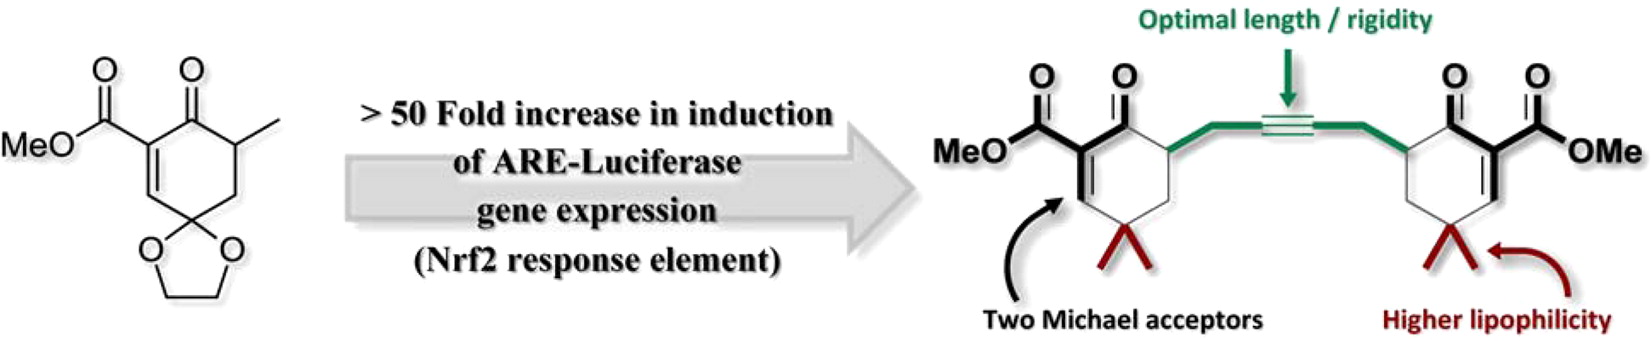 O
O
MeO
O
O
> 50 Fold increase in induction
of ARE-Luciferase
gene expression
(Nrf2 response element)
Optimal length / rigidity
O
O
O
O
MeO
OMe
Two Michael acceptors
Higher lipophilicity